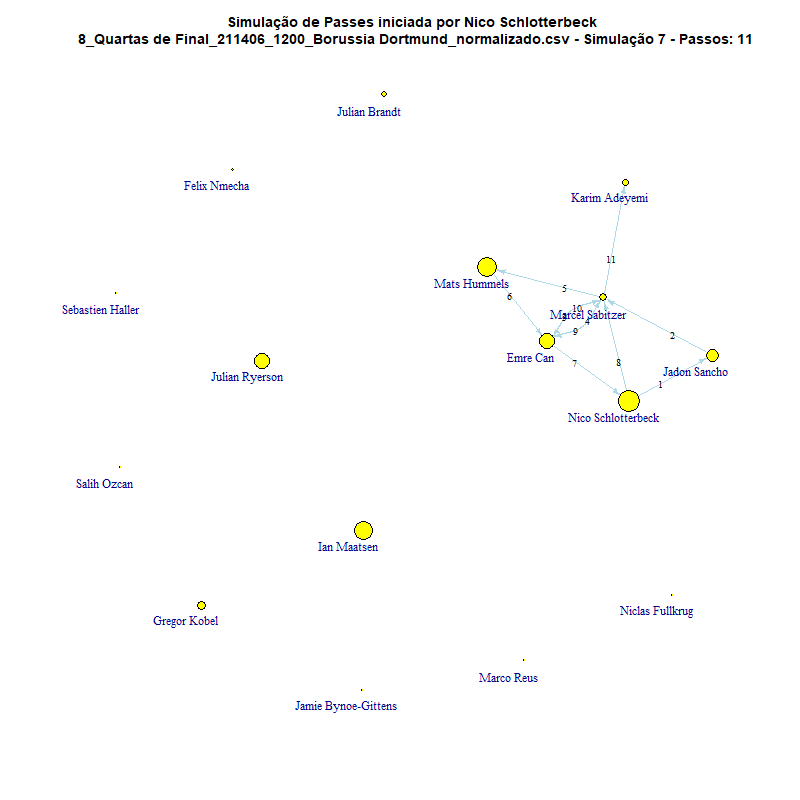 Simulação de Passes iniciada por Nico Schlotterbeck
8_Quartas de Final_211406_1200_Borussia Dortmund_normalizado.csv - Simulação 7 - Passos: 11
Julian Brandt
Felix Nmecha
Karim Adeyemi
11
Mats Hummels
5
Sebastien Haller
6
10
Marcel Sabitzer
4
9
2
Emre Can
7
8
Jadon Sancho
Julian Ryerson
1
Nico Schlotterbeck
Salih Ozcan
Ian Maatsen
Niclas Fullkrug
Gregor Kobel
Marco Reus
Jamie Bynoe-Gittens